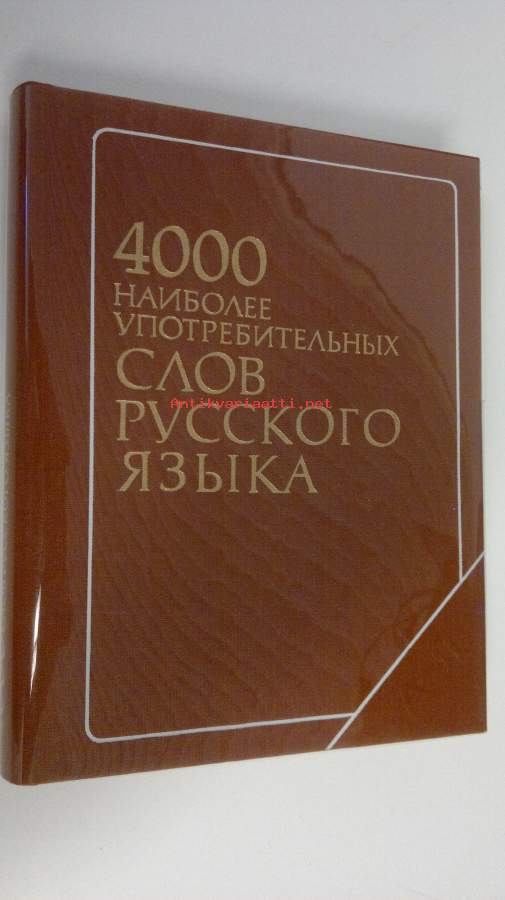 4000
НАИБОЛЕЕ
УПОТРЕБИТЕЛЬНЫХ
СЛОВ
Antikvariaatti.net
РУССКОГО
ЯЗЫКА